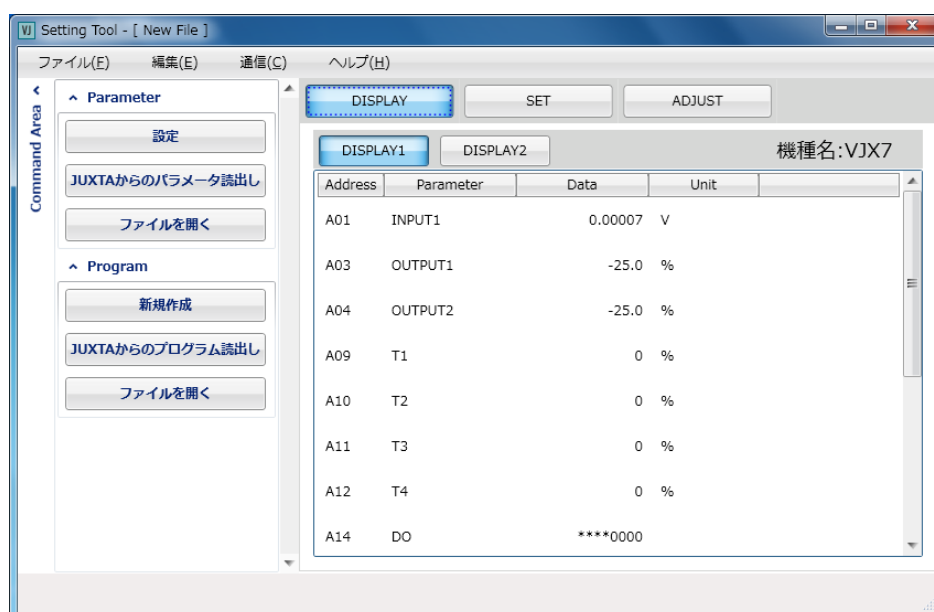 VJ Setting Tool - [ New File ]
ファイル(F) 編集(E) 通信(C) ヘルプ(H)
Command Area
Parameter
設定
JUXTAからのパラメータ読出し
ファイルを開く
Program
新規作成
JUXTAからのプログラム読出し
ファイルを開く
DISPLAY SET ADJUST
DISPLAY1 DISPLAY2 機種名:VJX7
Address Parameter Data Unit
A01 INPUT1 0.00007 V
A03 OUTPUT1 -25.0 %
A04 OUTPUT2 -25.0 %
A09 T1 0 %
A10 T2 0 %
A11 T3 0 %
A12 T4 0 %
A14 DO ****0000